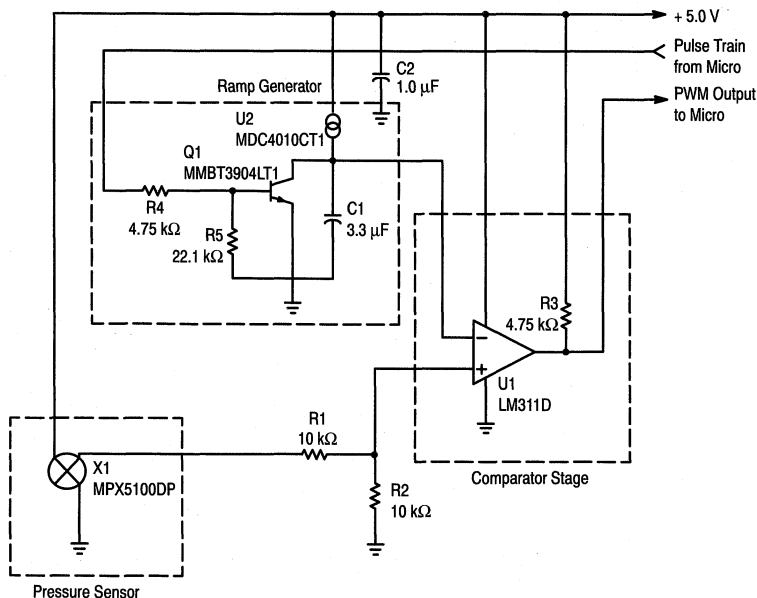 + 5.0 V
Pulse Train
from Micro
C2
1.0 µF
Ramp Generator
PWM Output
to Micro
U2
MDC4010CT1
Q1
MMBT3904LT1
R4
4.75 kΩ
C1
3.3 µF
R5
22.1 kΩ
R3
4.75 kΩ
−
+
U1
LM311D
R1
10 kΩ
X1
MPX5100DP
Comparator Stage
R2
10 kΩ
Pressure Sensor